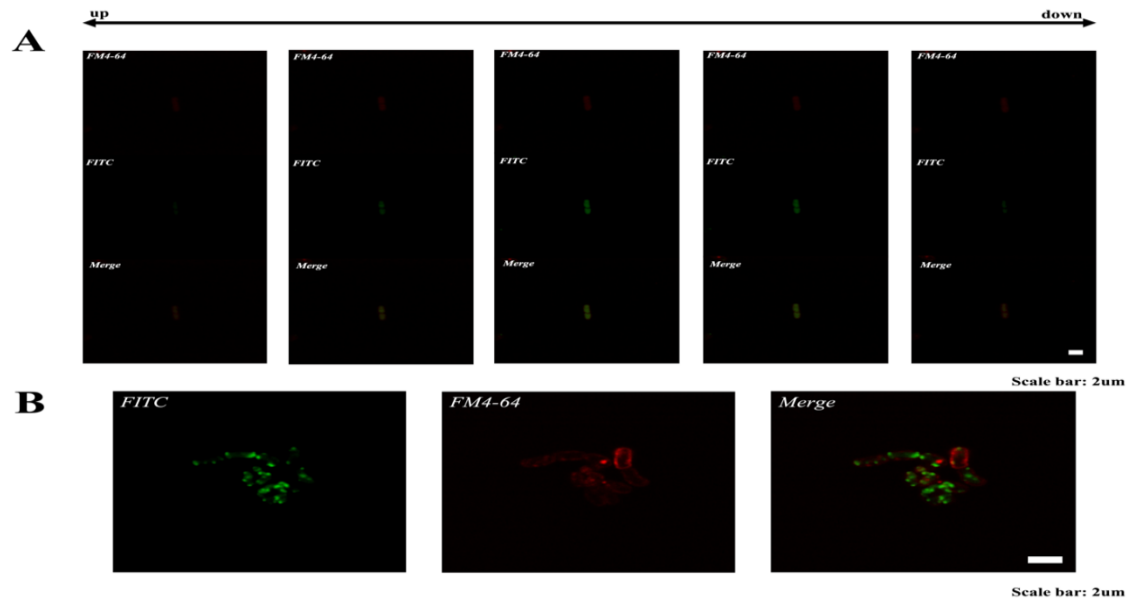 up down
A
FM4-64 FM4-64 FM4-64 FM4-64 FM4-64
FITC FITC FITC FITC FITC
Merge Merge Merge Merge Merge
Scale bar: 2um
B
FITC FM4-64 Merge
Scale bar: 2um